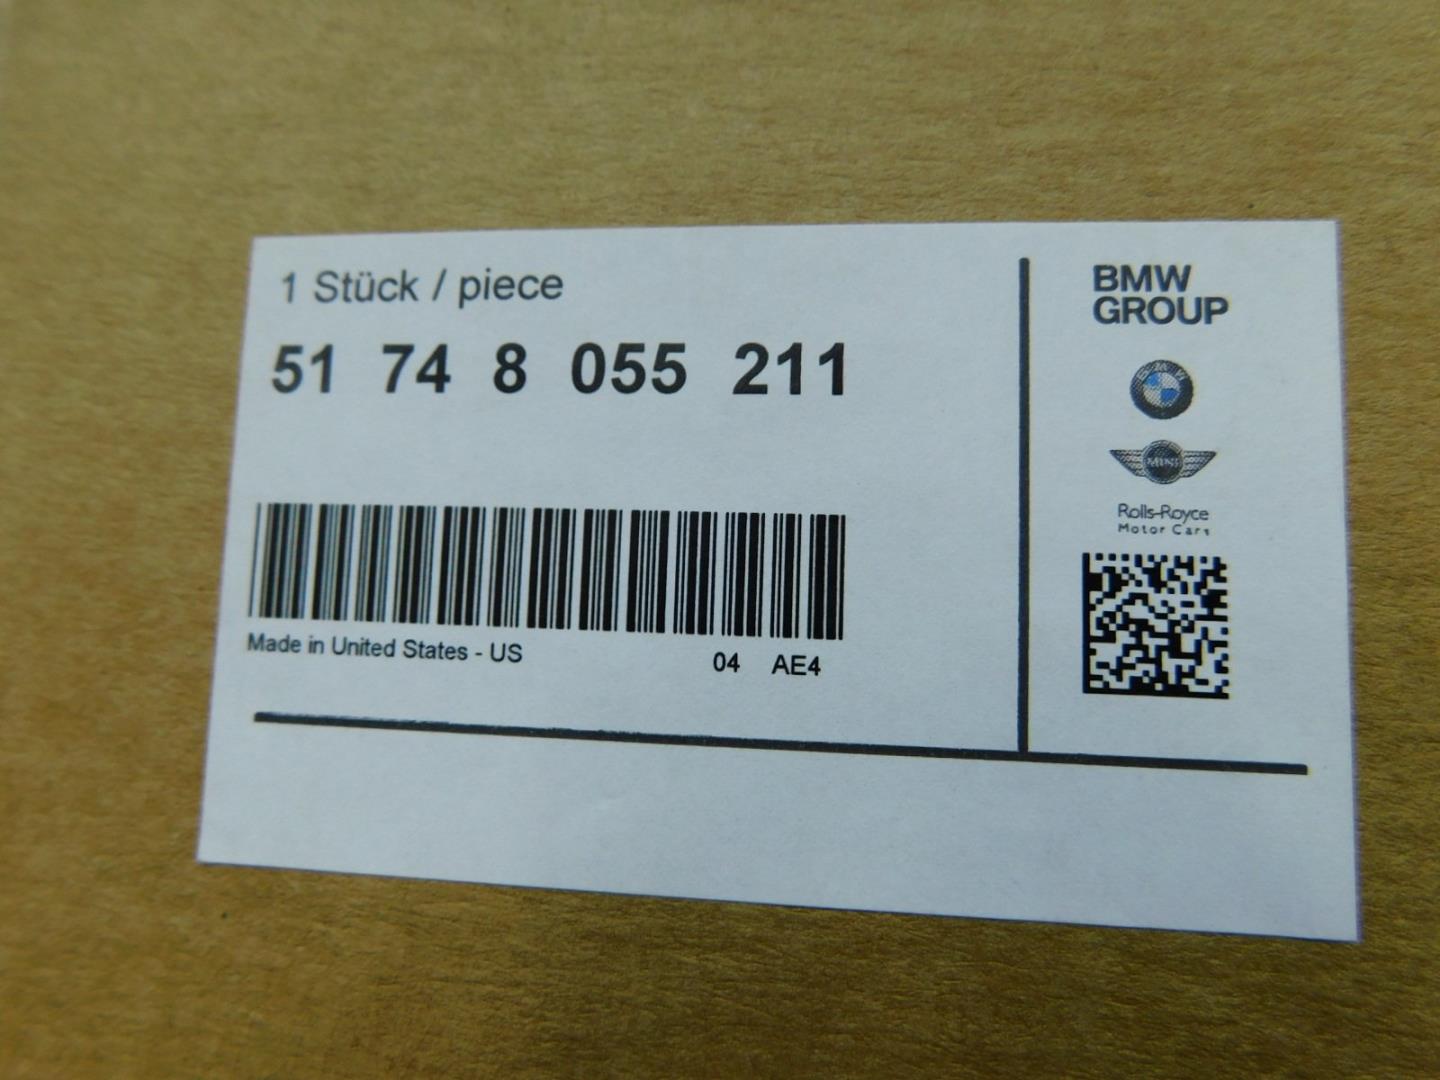 1 Stück / piece
51 74 8 055 211
Made in United States - US
04 AE4
BMW
GROUP
BMW
MINI
Rolls-Royce
Motor Cars